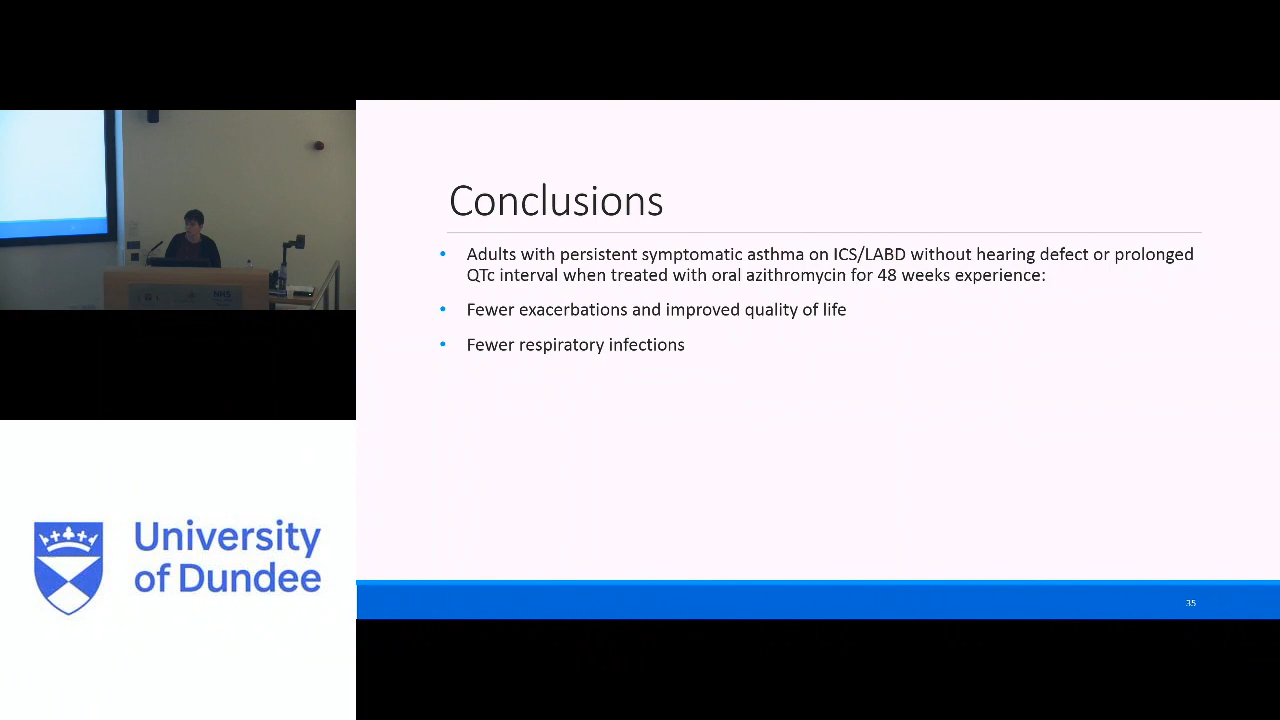 Conclusions
• Adults with persistent symptomatic asthma on ICS/LABD without hearing defect or prolonged
QTc interval when treated with oral azithromycin for 48 weeks experience:
• Fewer exacerbations and improved quality of life
• Fewer respiratory infections
35
University
of Dundee
NHS